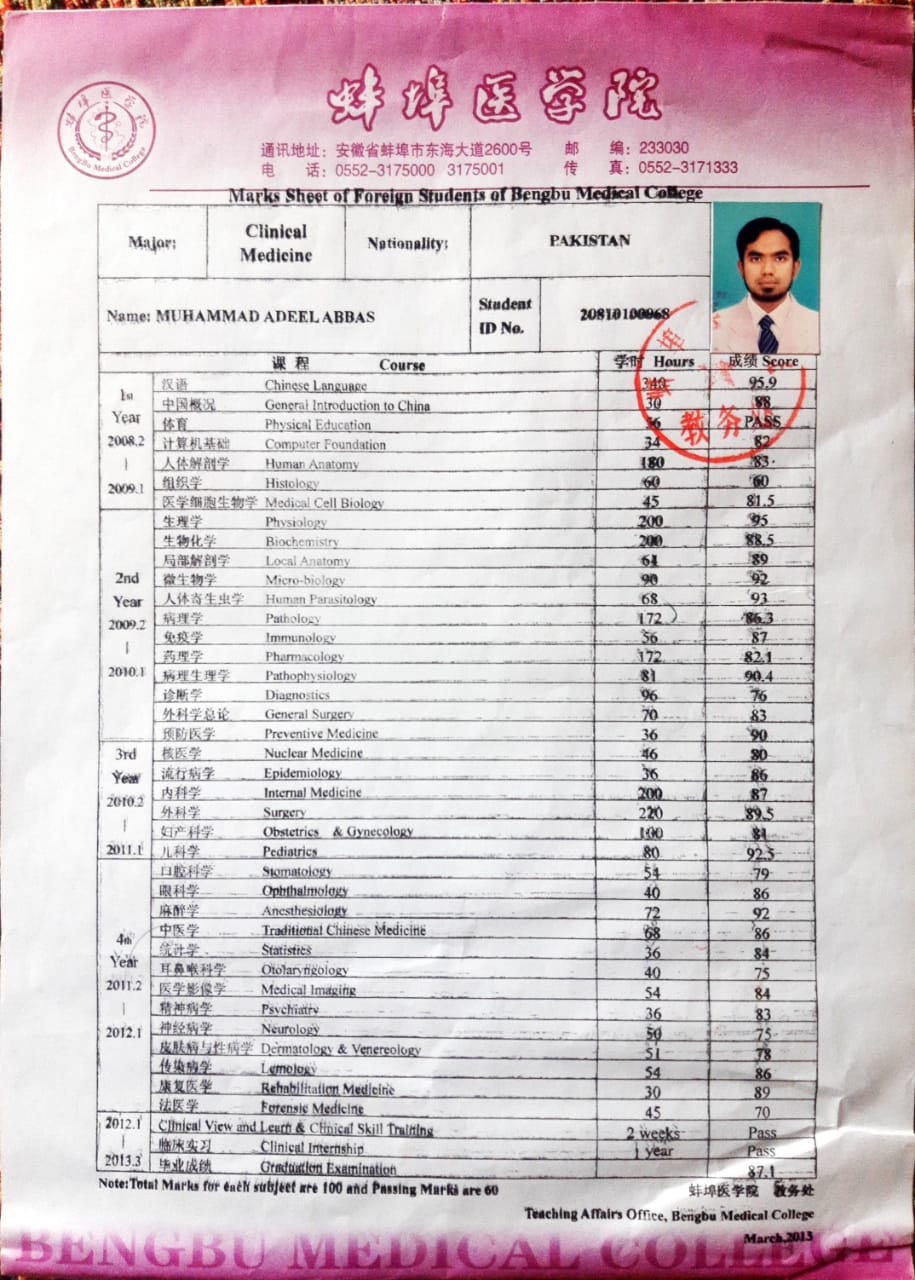 蚌埠医学院
蚌埠医学院
BengBu Medical College
通讯地址：安徽省蚌埠市东海大道2600号 邮 编：233030
电 话：0552-3175000 3175001 传 真：0552-3171333
Marks Sheet of Foreign Students of Bengbu Medical College
Major: Clinical Medicine Nationality: PAKISTAN
Name: MUHAMMAD ADEEL ABBAS Student ID No. 20810100068
课 程 Course 学时 Hours 成绩 Score
1st Year 2008.2 | 2009.1
汉语 Chinese Language 340 95.9
中国概况 General Introduction to China 30 88
体育 Physical Education 36 PASS
计算机基础 Computer Foundation 34 82
人体解剖学 Human Anatomy 180 83
组织学 Histology 60 60
医学细胞生物学 Medical Cell Biology 45 81.5
2nd Year 2009.2 | 2010.1
生理学 Physiology 200 95
生物化学 Biochemistry 200 88.5
局部解剖学 Local Anatomy 64 89
微生物学 Micro-biology 90 92
人体寄生虫学 Human Parasitology 68 93
病理学 Pathology 172 86.3
免疫学 Immunology 56 87
药理学 Pharmacology 172 82.1
病理生理学 Pathophysiology 81 90.4
诊断学 Diagnostics 96 76
外科学总论 General Surgery 70 83
预防医学 Preventive Medicine 36 90
3rd Year 2010.2 | 2011.1
核医学 Nuclear Medicine 46 80
流行病学 Epidemiology 36 86
内科学 Internal Medicine 200 87
外科学 Surgery 220 89.5
妇产科学 Obstetrics & Gynecology 100 81
儿科学 Pediatrics 80 92.5
4th Year 2011.2 | 2012.1
口腔科学 Stomatology 54 79
眼科学 Ophthalmology 40 86
麻醉学 Anesthesiology 72 92
中医学 Traditional Chinese Medicine 68 86
统计学 Statistics 36 84
耳鼻喉科学 Otolaryngology 40 75
医学影像学 Medical Imaging 54 84
精神病学 Psychiatry 36 83
神经病学 Neurology 50 75
皮肤病与性病学 Dermatology & Venereology 51 78
传染病学 Lemology 54 86
康复医学 Rehabilitation Medicine 30 89
法医学 Forensic Medicine 45 70
2012.1 | 2013.3
Clinical View and Learn & Clinical Skill Training 2 weeks Pass
临床实习 Clinical Internship 1 year Pass
毕业成绩 Graduation Examination 87.1
教务
Note:Total Marks for each subject are 100 and Passing Marks are 60
蚌埠医学院 教务处
Teaching Affairs Office, Bengbu Medical College
March,2013
BENGBU MEDICAL COLLEGE